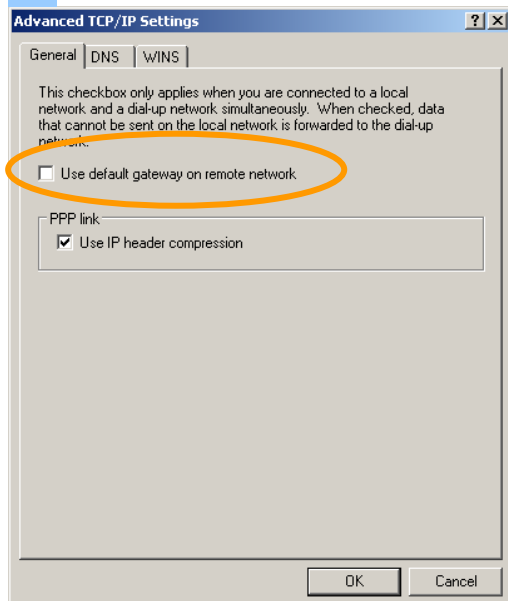 Advanced TCP/IP Settings
General DNS WINS
This checkbox only applies when you are connected to a local
network and a dial-up network simultaneously. When checked, data
that cannot be sent on the local network is forwarded to the dial-up
network.
Use default gateway on remote network
PPP link
Use IP header compression
OK Cancel